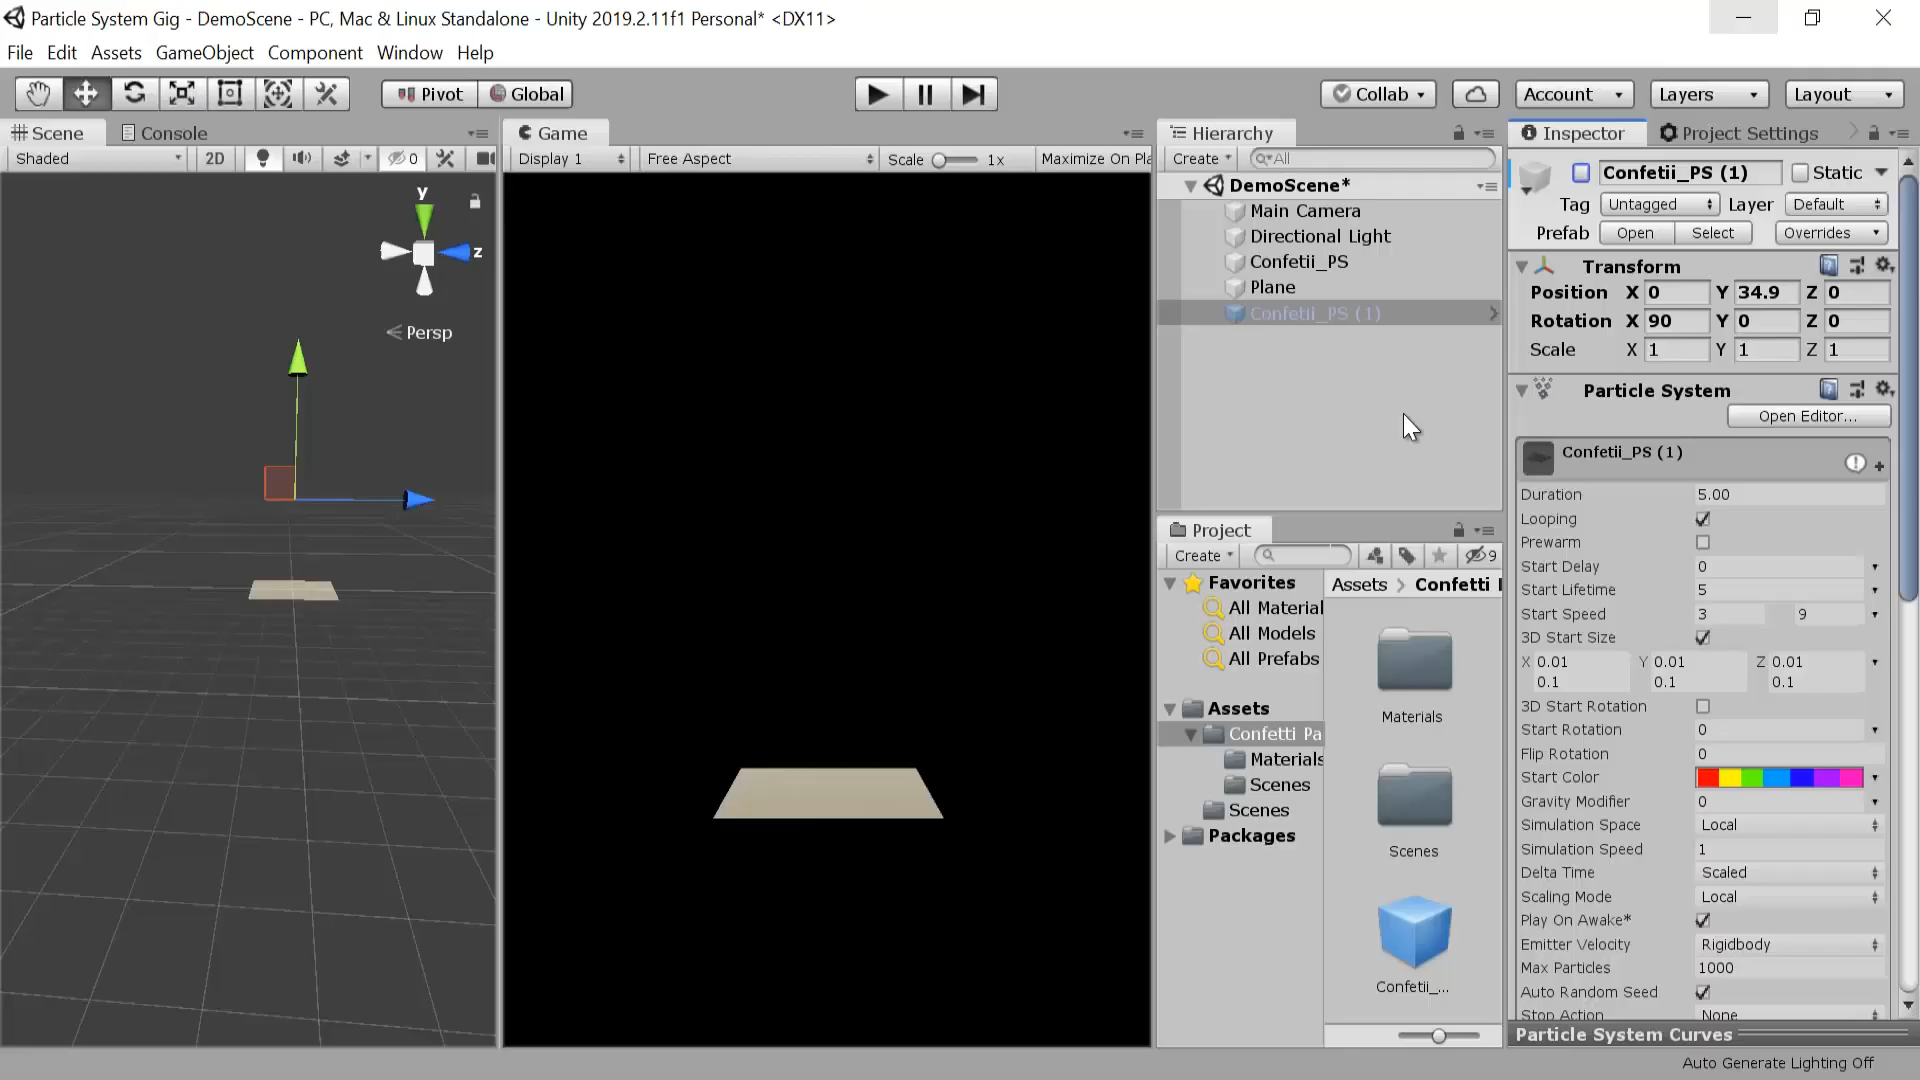 Particle System Gig - DemoScene - PC, Mac & Linux Standalone - Unity 2019.2.11f1 Personal* <DX11>
File Edit Assets GameObject Component Window Help
Pivot Global Collab Account Layers Layout
Scene Console
Shaded 2D 0
y
z
Persp
Game
Display 1 Free Aspect Scale 1x Maximize On Pla
Hierarchy
Create All
DemoScene*
Main Camera
Directional Light
Confetii_PS
Plane
Confetii_PS (1)
Project
Create 9
Favorites
All Material
All Models
All Prefabs
Assets
Confetti Pa
Materials
Scenes
Scenes
Packages
Assets > Confetti
Materials
Scenes
Confetii_...
Inspector Project Settings
Confetii_PS (1) Static
Tag Untagged Layer Default
Prefab Open Select Overrides
Transform
Position X 0 Y 34.9 Z 0
Rotation X 90 Y 0 Z 0
Scale X 1 Y 1 Z 1
Particle System
Open Editor...
Confetii_PS (1)
Duration 5.00
Looping
Prewarm
Start Delay 0
Start Lifetime 5
Start Speed 3 9
3D Start Size
X 0.01 Y 0.01 Z 0.01
0.1 0.1 0.1
3D Start Rotation
Start Rotation 0
Flip Rotation 0
Start Color
Gravity Modifier 0
Simulation Space Local
Simulation Speed 1
Delta Time Scaled
Scaling Mode Local
Play On Awake*
Emitter Velocity Rigidbody
Max Particles 1000
Auto Random Seed
Stop Action None
Particle System Curves
Auto Generate Lighting Off